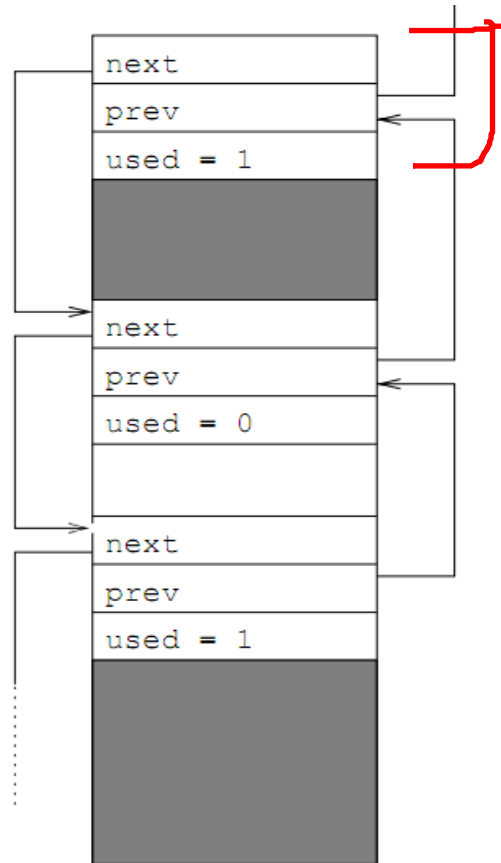 next
prev
used = 1
next
prev
used = 0
next
prev
used = 1